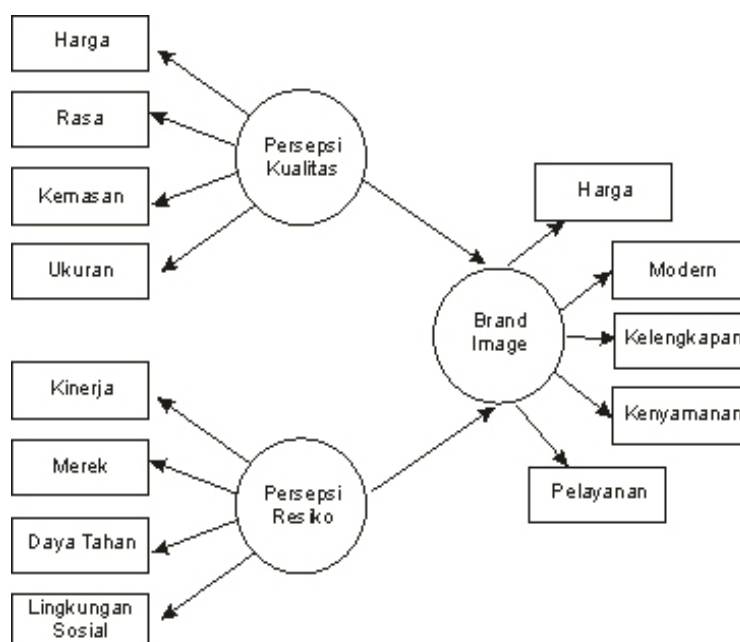 Harga
Rasa
Kemasan
Ukuran
Persepsi
Kualitas
Harga
Modern
Kelengkapan
Kenyamanan
Pelayanan
Brand
Image
Kinerja
Merek
Daya Tahan
Lingkungan
Sosial
Persepsi
Resiko